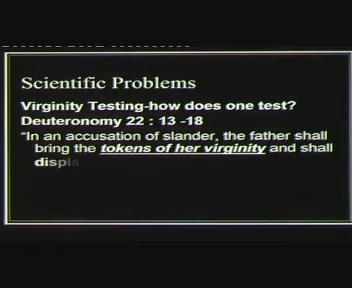 Scientific Problems
Virginity Testing-how does one test?
Deuteronomy 22 : 13 -18
“In an accusation of slander, the father shall
bring the tokens of her virginity and shall
displa